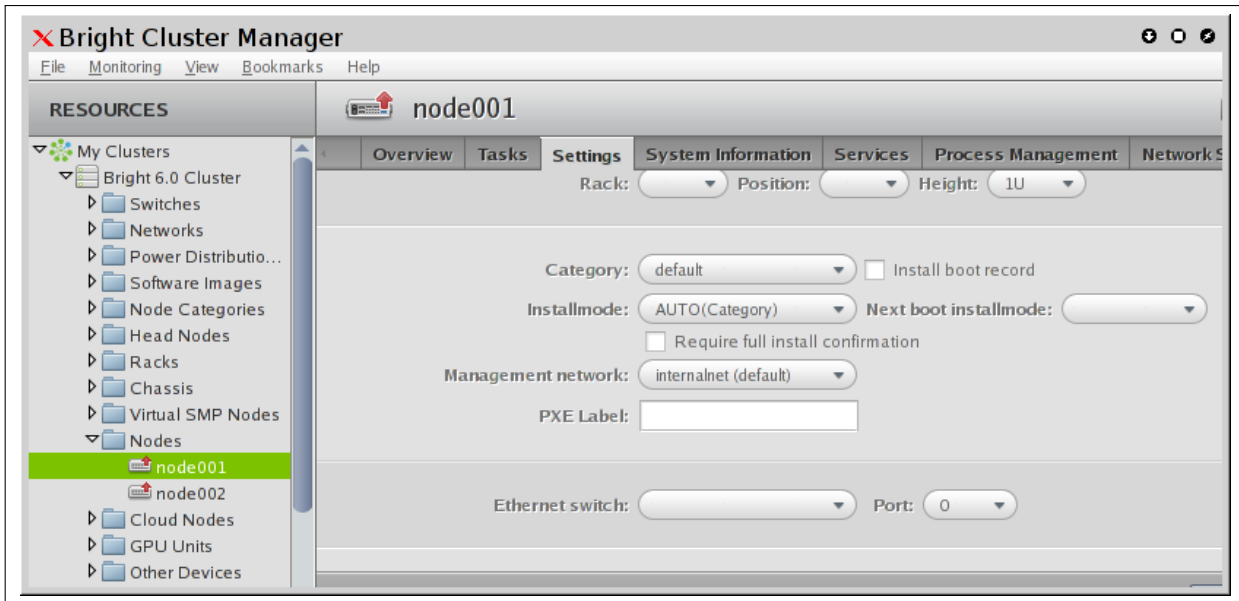 Bright Cluster Manager
File Monitoring View Bookmarks Help
RESOURCES
node001
My Clusters
Bright 6.0 Cluster
Switches
Networks
Power Distributio...
Software Images
Node Categories
Head Nodes
Racks
Chassis
Virtual SMP Nodes
Nodes
node001
node002
Cloud Nodes
GPU Units
Other Devices
Overview Tasks Settings System Information Services Process Management Network S
Rack: Position: Height: 1U
Category: default Install boot record
Installmode: AUTO(Category) Next boot installmode:
Require full install confirmation
Management network: internalnet (default)
PXE Label:
Ethernet switch: Port: 0